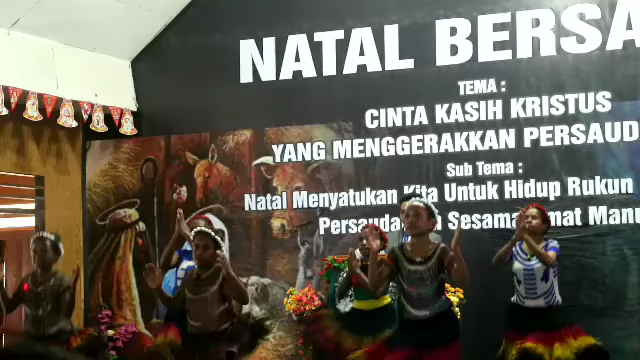 NATAL BERSA
TEMA :
CINTA KASIH KRISTUS
YANG MENGGERAKKAN PERSAUD
Sub Tema :
Natal Menyatukan Kita Untuk Hidup Rukun
Persauda Sesama mat Manu